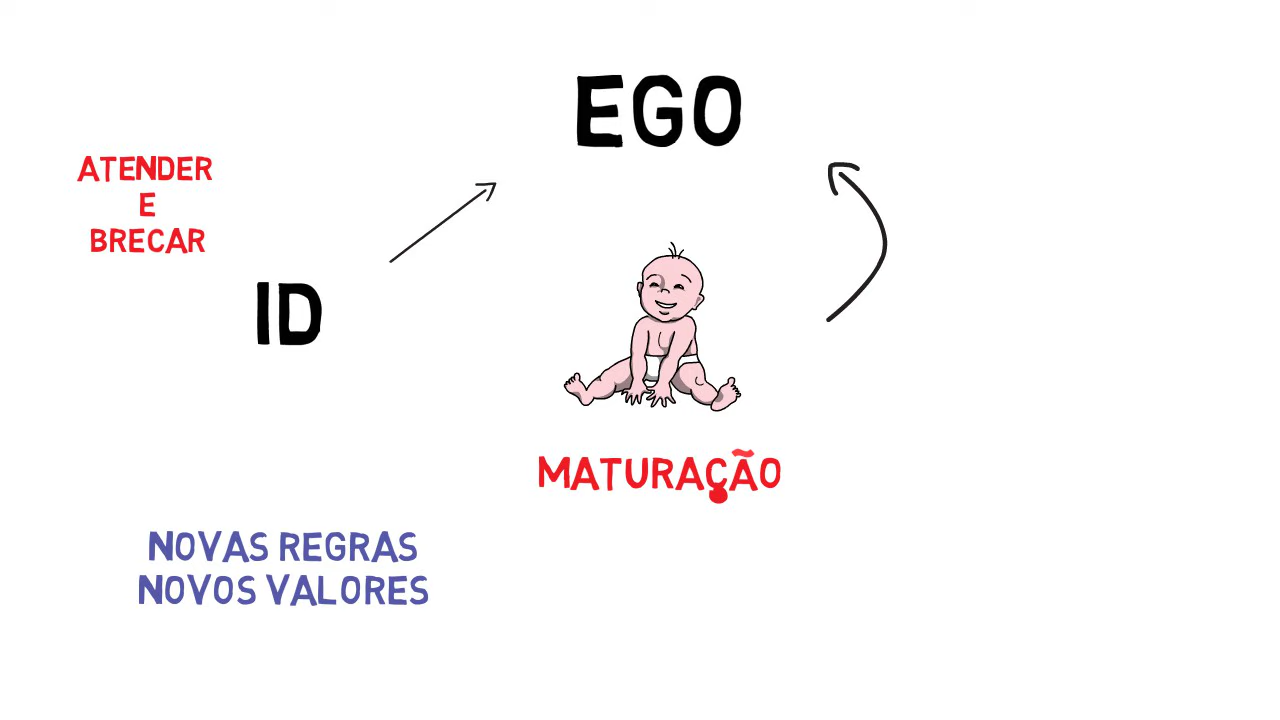 EGO
ATENDER
E
BRECAR
ID
MATURAÇÃO
NOVAS REGRAS
NOVOS VALORES